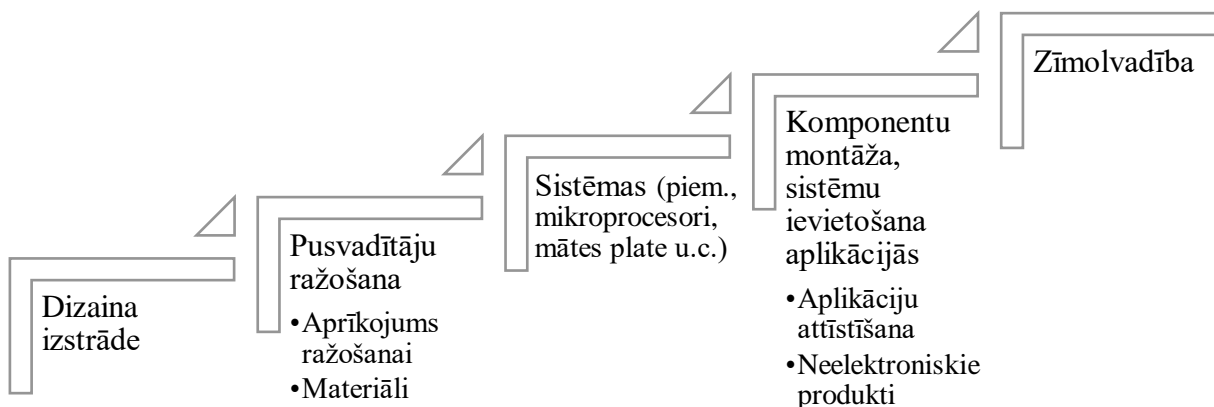 Dizaina
izstrāde
Pusvadītāju
ražošana
•Aprīkojums
ražošanai
•Materiāli
Sistēmas (piem.,
mikroprocesori,
mātes plate u.c.)
Komponentu
montāža,
sistēmu
ievietošana
aplikācijās
•Aplikāciju
attīstīšana
•Neelektroniskie
produkti
Zīmolvadība